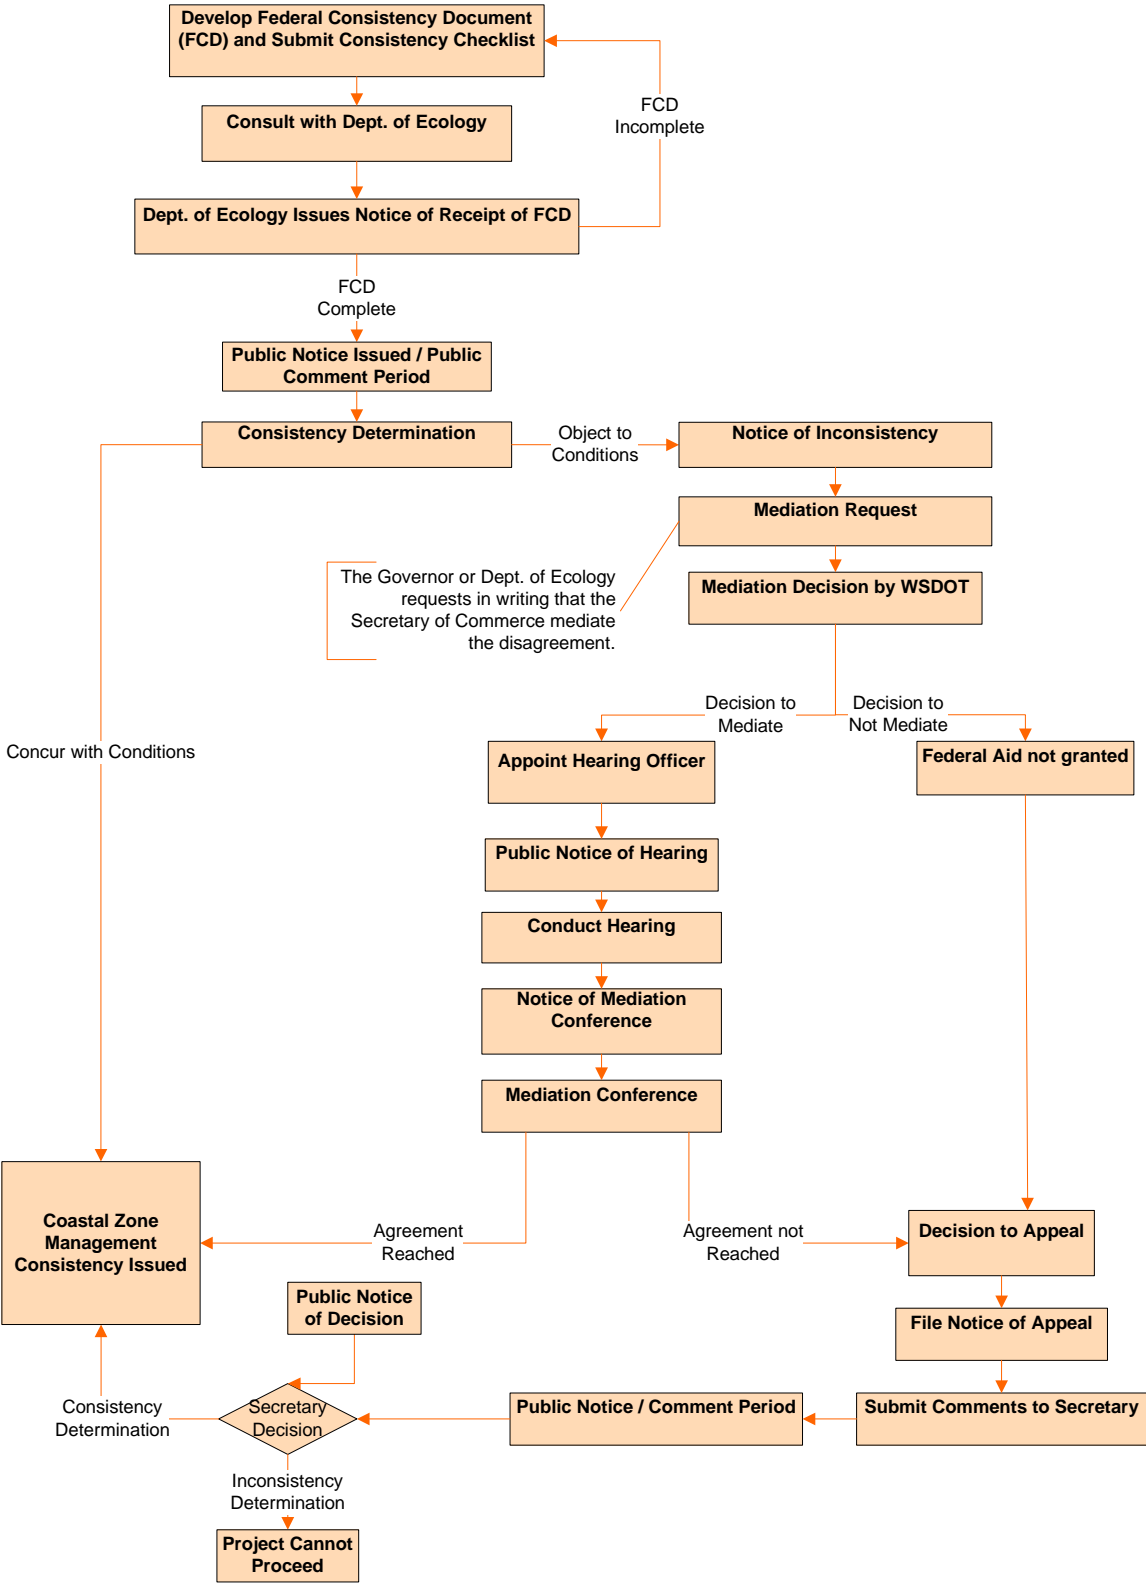 Develop Federal Consistency Document
(FCD) and Submit Consistency Checklist
FCD
Incomplete
Consult with Dept. of Ecology
Dept. of Ecology Issues Notice of Receipt of FCD
FCD
Complete
Public Notice Issued / Public
Comment Period
Consistency Determination
Object to
Conditions
Notice of Inconsistency
Mediation Request
The Governor or Dept. of Ecology
requests in writing that the
Secretary of Commerce mediate
the disagreement.
Mediation Decision by WSDOT
Decision to
Mediate
Decision to
Not Mediate
Concur with Conditions
Appoint Hearing Officer
Federal Aid not granted
Public Notice of Hearing
Conduct Hearing
Notice of Mediation
Conference
Mediation Conference
Coastal Zone
Management
Consistency Issued
Agreement
Reached
Agreement not
Reached
Decision to Appeal
Public Notice
of Decision
File Notice of Appeal
Consistency
Determination
Secretary
Decision
Public Notice / Comment Period
Submit Comments to Secretary
Inconsistency
Determination
Project Cannot
Proceed